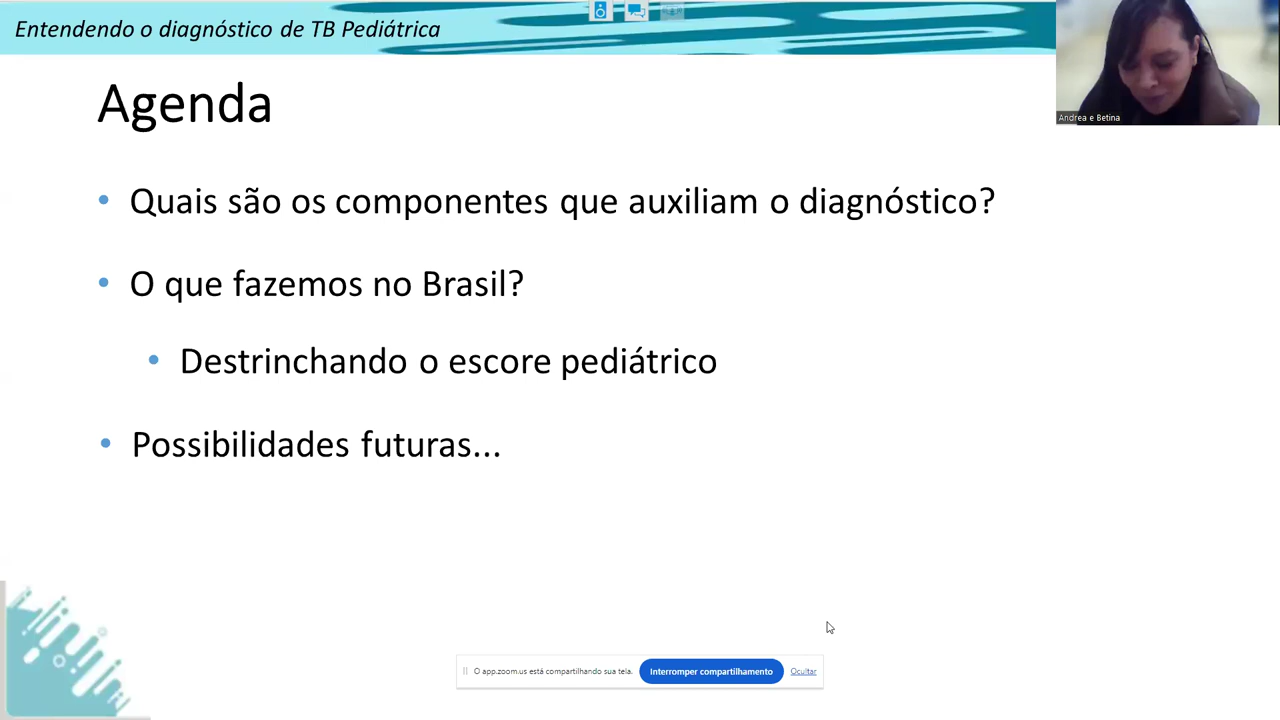 Entendendo o diagnóstico de TB Pediátrica
Andrea e Betina
Agenda
• Quais são os componentes que auxiliam o diagnóstico?
• O que fazemos no Brasil?
• Destrinchando o escore pediátrico
• Possibilidades futuras...
O app.zoom.us está compartilhando sua tela.
Interromper compartilhamento
Ocultar